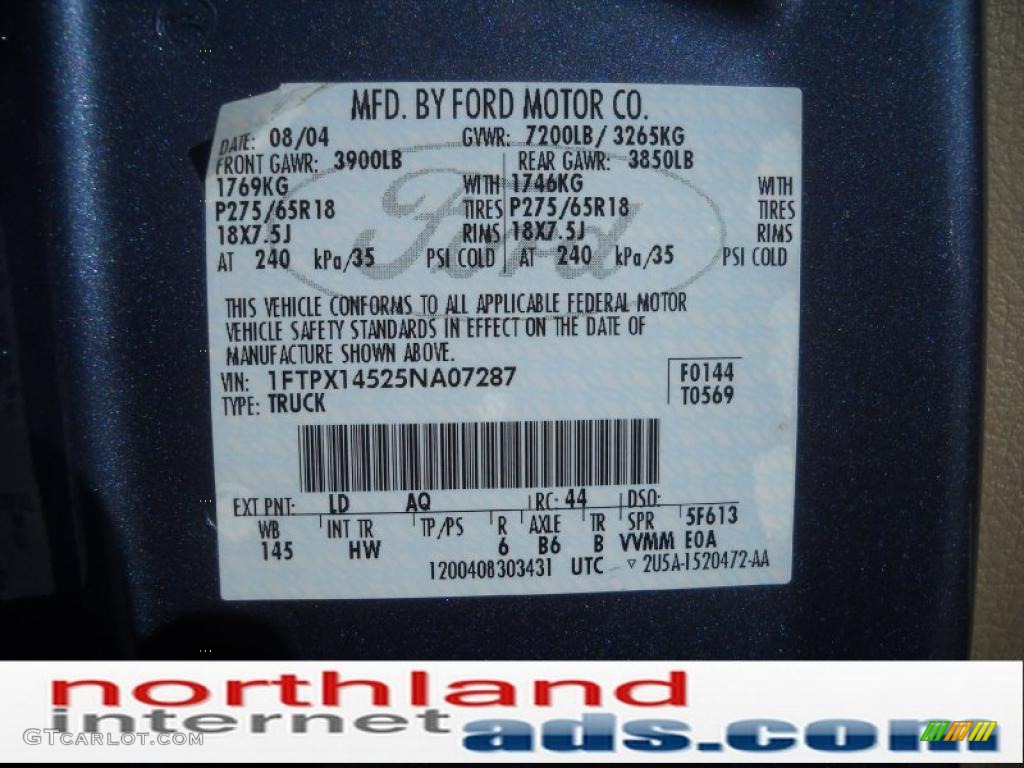 MFD. BY FORD MOTOR CO.
DATE: 08/04 GVWR: 7200LB/ 3265KG
FRONT GAWR: 3900LB REAR GAWR: 3850LB
1769KG WITH 1746KG WITH
P275/65R18 TIRES P275/65R18 TIRES
18X7.5J RIMS 18X7.5J RIMS
AT 240 kPa/35 PSI COLD AT 240 kPa/35 PSI COLD
Ford
THIS VEHICLE CONFORMS TO ALL APPLICABLE FEDERAL MOTOR
VEHICLE SAFETY STANDARDS IN EFFECT ON THE DATE OF
MANUFACTURE SHOWN ABOVE.
VIN: 1FTPX14525NA07287 F0144
TYPE: TRUCK T0569
EXT PNT: LD AQ RC: 44 DSO:
WB INT TR TP/PS R AXLE TR SPR 5F613
145 HW 6 B6 B VVMM E0A
1200408303431 UTC ▽ 2U5A-1520472-AA
northland
internet ads.com
GTCARLOT.COM